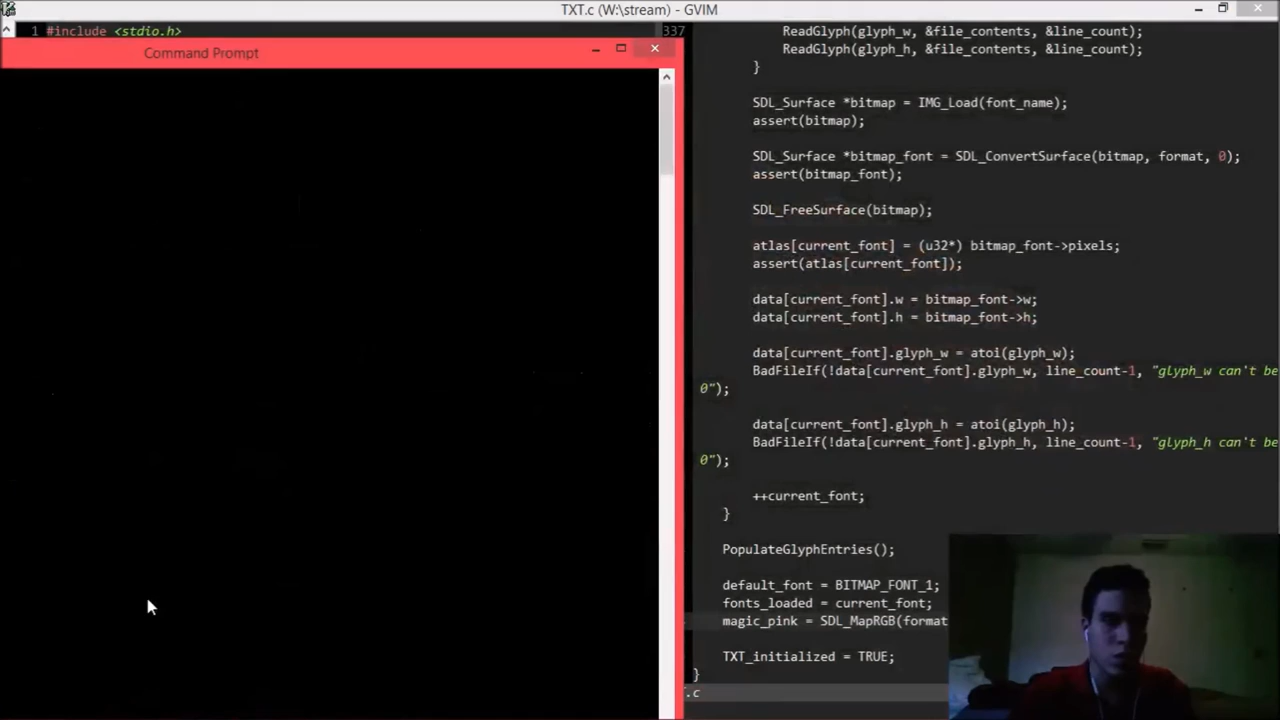 TXT.c (W:\stream) - GVIM
1 #include <stdio.h>
337
Command Prompt
ReadGlyph(glyph_w, &file_contents, &line_count);
ReadGlyph(glyph_h, &file_contents, &line_count);
}
SDL_Surface *bitmap = IMG_Load(font_name);
assert(bitmap);
SDL_Surface *bitmap_font = SDL_ConvertSurface(bitmap, format, 0);
assert(bitmap_font);
SDL_FreeSurface(bitmap);
atlas[current_font] = (u32*) bitmap_font->pixels;
assert(atlas[current_font]);
data[current_font].w = bitmap_font->w;
data[current_font].h = bitmap_font->h;
data[current_font].glyph_w = atoi(glyph_w);
BadFileIf(!data[current_font].glyph_w, line_count-1, "glyph_w can't be
0");
data[current_font].glyph_h = atoi(glyph_h);
BadFileIf(!data[current_font].glyph_h, line_count-1, "glyph_h can't be
0");
++current_font;
}
PopulateGlyphEntries();
default_font = BITMAP_FONT_1;
fonts_loaded = current_font;
magic_pink = SDL_MapRGB(format
TXT_initialized = TRUE;
}
.c